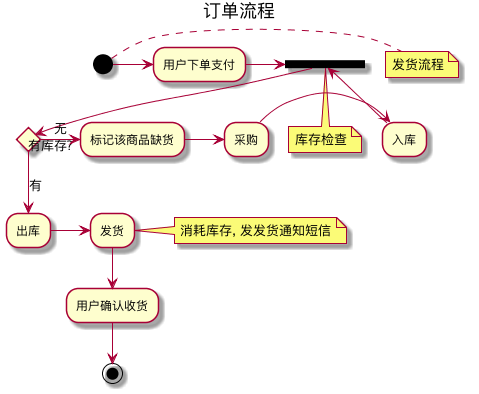 订单流程
用户下单支付
发货流程
无
有库存?
标记该商品缺货
采购
库存检查
入库
有
出库
发货
消耗库存, 发发货通知短信
用户确认收货